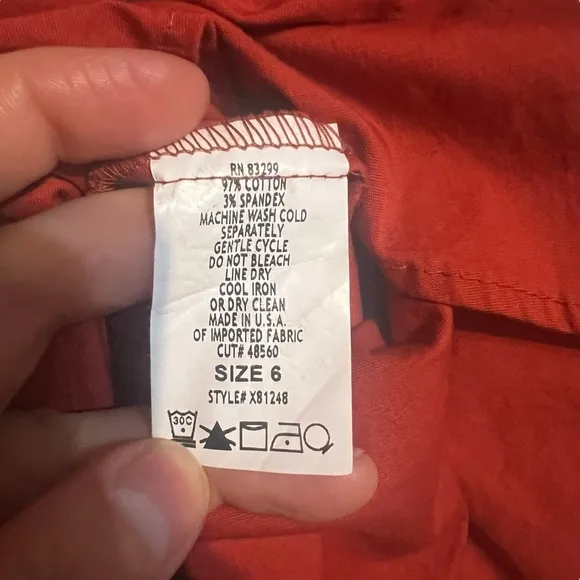 RN 83299
97% COTTON
3% SPANDEX
MACHINE WASH COLD
SEPARATELY
GENTLE CYCLE
DO NOT BLEACH
LINE DRY
COOL IRON
OR DRY CLEAN
MADE IN U.S.A.
OF IMPORTED FABRIC
CUT# 48560
SIZE 6
STYLE# X81248
30C